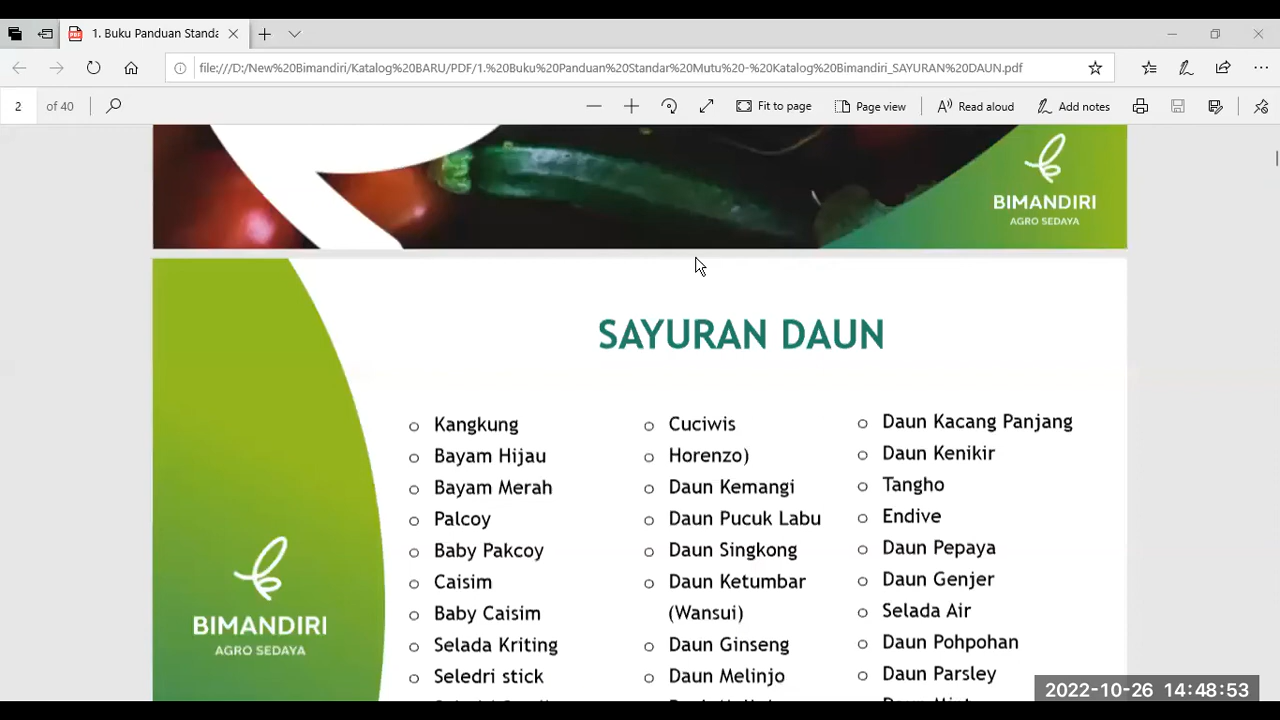 1. Buku Panduan Standa
file:///D:/New%20Bimandiri/Katalog%20BARU/PDF/1.%20Buku%20Panduan%20Standar%20Mutu%20-%20Katalog%20Bimandiri_SAYURAN%20DAUN.pdf
2 of 40
Fit to page
Page view
Read aloud
Add notes
BIMANDIRI
AGRO SEDAYA
SAYURAN DAUN
Kangkung
Bayam Hijau
Bayam Merah
Palcoy
Baby Pakcoy
Caisim
Baby Caisim
Selada Kriting
Seledri stick
Cuciwis
Horenzo)
Daun Kemangi
Daun Pucuk Labu
Daun Singkong
Daun Ketumbar
(Wansui)
Daun Ginseng
Daun Melinjo
Daun Kacang Panjang
Daun Kenikir
Tangho
Endive
Daun Pepaya
Daun Genjer
Selada Air
Daun Pohpohan
Daun Parsley
BIMANDIRI
AGRO SEDAYA
2022-10-26 14:48:53